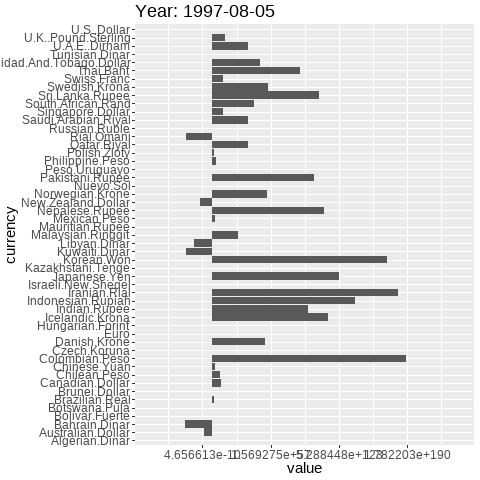 Year: 1997-08-05
U.S. Dollar
U.K. Pound.Sterling
U.A.E. Dirham
Tunisian.Dinar
idad.And.Tobago.Dollar
Thai.Baht
Swiss.Franc
Swedish.Krona
Sri.Lanka.Rupee
South.African.Rand
Singapore.Dollar
Saudi.Arabian.Riyal
Russian.Ruble
Rial.Omani
Qatar.Riyal
Polish.Zloty
Philippine.Peso
Peso.Uruguayo
Pakistani.Rupee
Nuevo.Sol
Norwegian.Krone
New.Zealand.Dollar
Nepalese.Rupee
Mexican.Peso
Mauritian.Rupee
Malaysian.Ringgit
Libyan.Dinar
Kuwaiti.Dinar
Korean.Won
Kazakhstani.Tenge
Japanese.Yen
Israeli.New.Sheqel
Iranian.Rial
Indonesian.Rupiah
Indian.Rupee
Icelandic.Krona
Hungarian.Forint
Euro
Danish.Krone
Czech.Koruna
Colombian.Peso
Chinese.Yuan
Chilean.Peso
Canadian.Dollar
Brunei.Dollar
Brazilian.Real
Botswana.Pula
Bolivar.Fuerte
Bahrain.Dinar
Australian.Dollar
Algerian.Dinar
currency
value